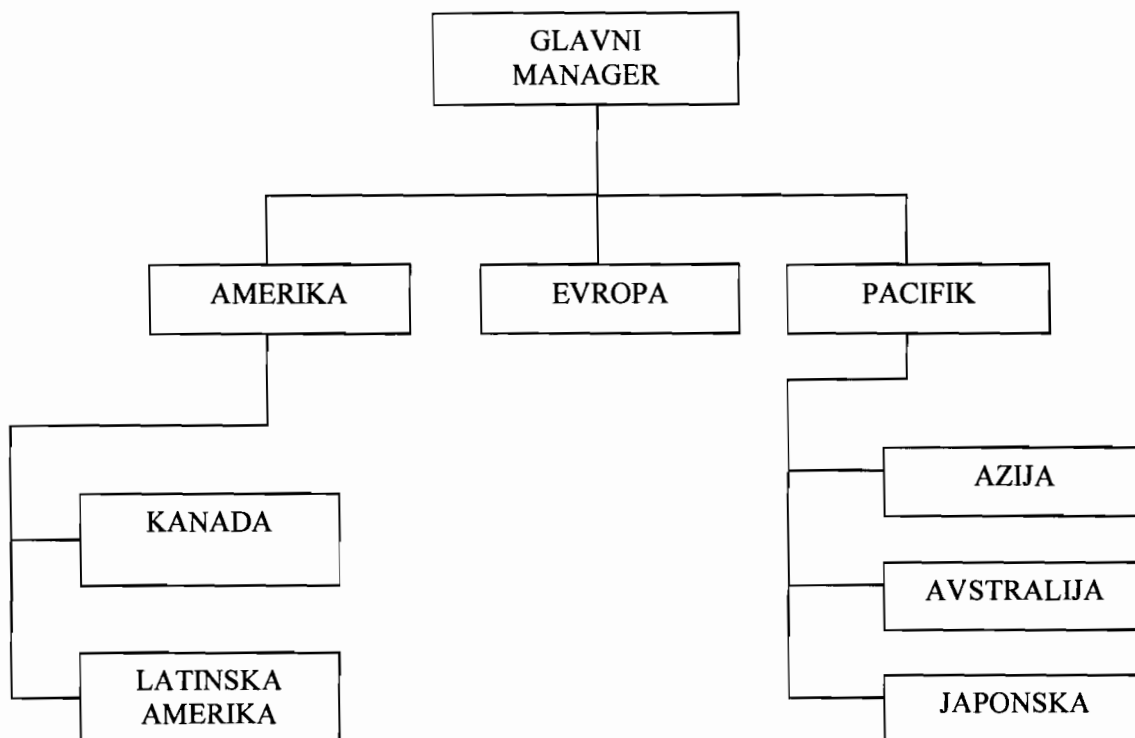 GLAVNI
MANAGER
AMERIKA
EVROPA
PACIFIK
KANADA
LATINSKA
AMERIKA
AZIJA
AVSTRALIJA
JAPONSKA